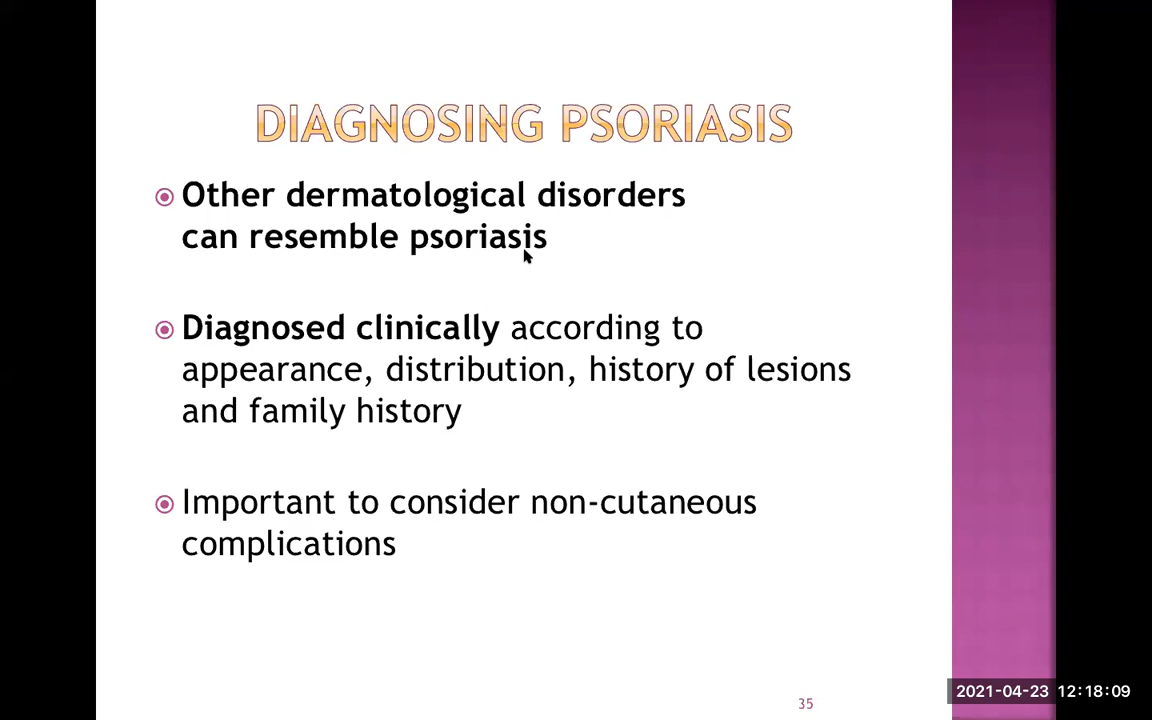 DIAGNOSING PSORIASIS
Other dermatological disorders
can resemble psoriasis
Diagnosed clinically according to
appearance, distribution, history of lesions
and family history
Important to consider non-cutaneous
complications
35
2021-04-23 12:18:09